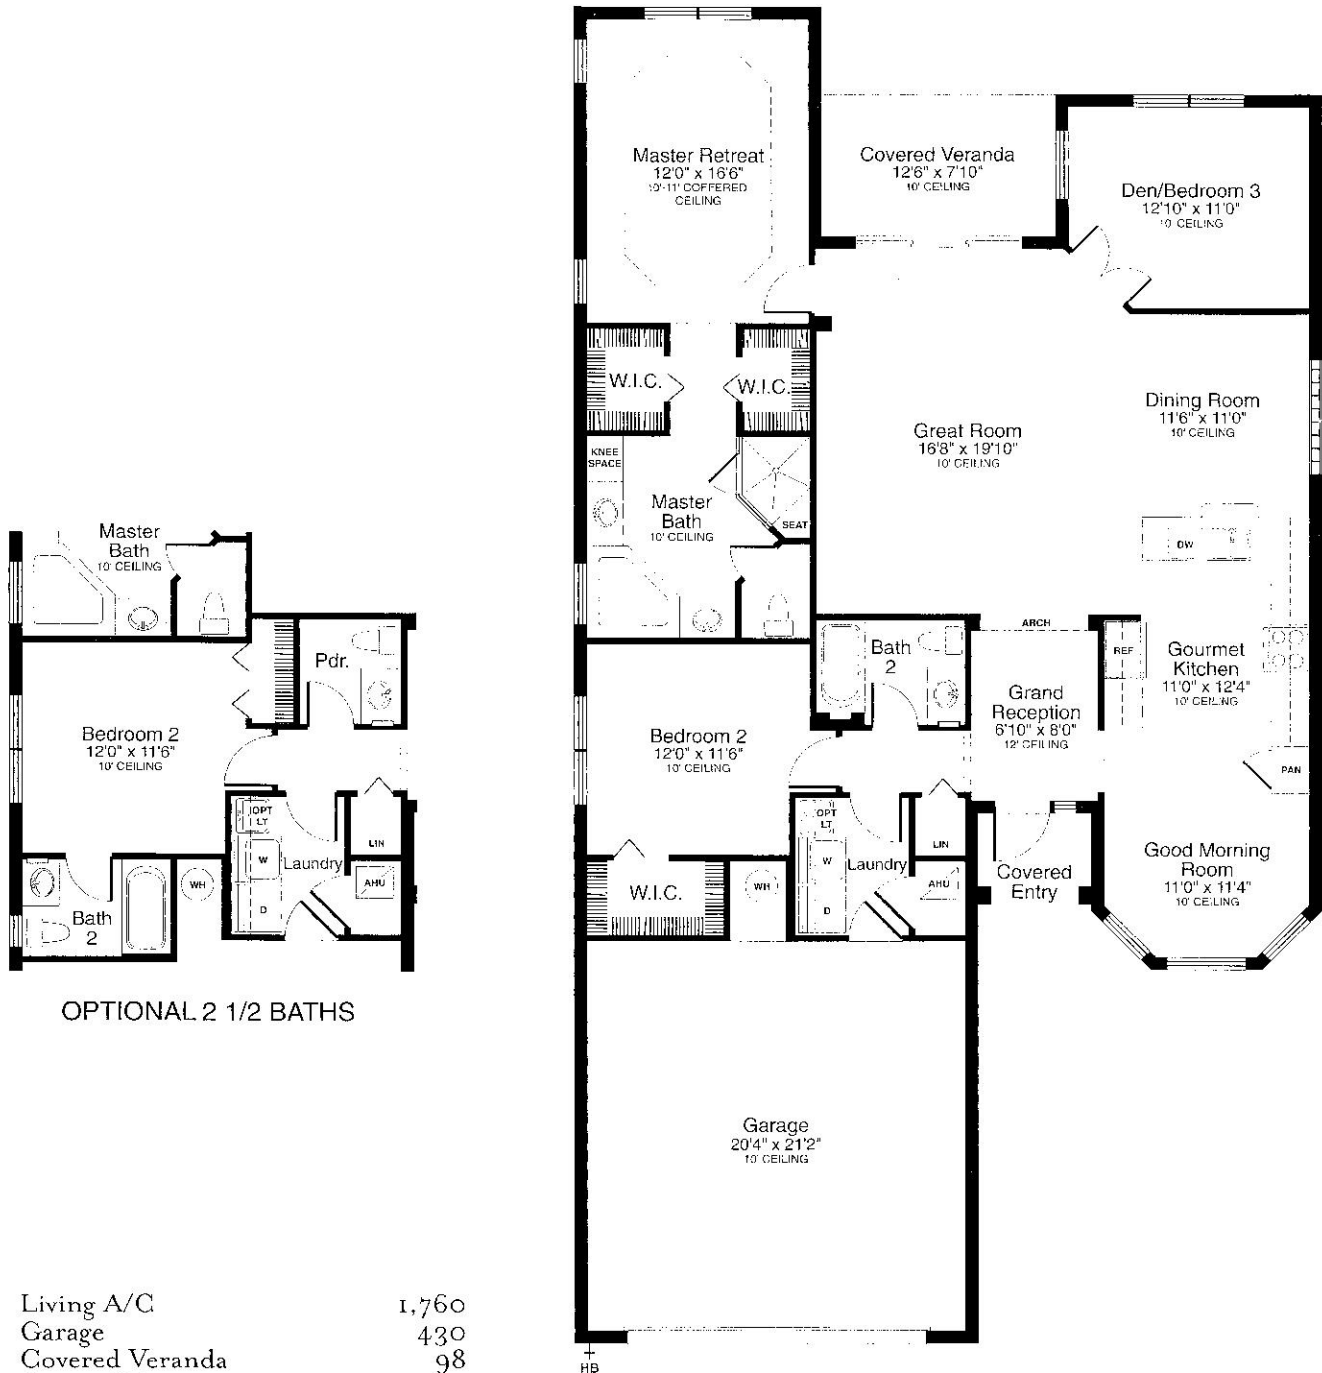 Master Retreat
12'0" x 16'6"
10'-11' COFFERED
CEILING
Covered Veranda
12'6" x 7'10"
10' CEILING
Den/Bedroom 3
12'10" x 11'0"
10' CEILING
W.I.C.
W.I.C.
Great Room
16'8" x 19'10"
10' CEILING
Dining Room
11'6" x 11'0"
10' CEILING
KNEE
SPACE
Master
Bath
10' CEILING
SEAT
DW
ARCH
Bath
2
REF
Gourmet
Kitchen
11'0" x 12'4"
10' CEILING
Grand
Reception
6'10" x 8'0"
12' CEILING
Bedroom 2
12'0" x 11'6"
10' CEILING
PAN
OPT
LT
W
D
Laundry
LIN
AHU
WH
W.I.C.
Covered
Entry
Good Morning
Room
11'0" x 11'4"
10' CEILING
Garage
20'4" x 21'2"
10' CEILING
HB
Master
Bath
10' CEILING
Pdr.
Bedroom 2
12'0" x 11'6"
10' CEILING
OPT
LT
W
D
Laundry
LIN
AHU
WH
Bath
2
OPTIONAL 2 1/2 BATHS
Living A/C 1,760
Garage 430
Covered Veranda 98